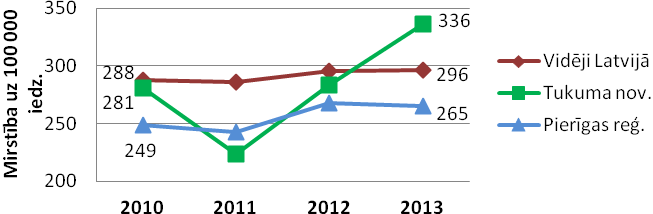 Mirstība uz 100 000
iedz.
350
300
250
200
288
281
249
336
296
265
2010
2011
2012
2013
Vidēji Latvijā
Tukuma nov.
Pierīgas reģ.